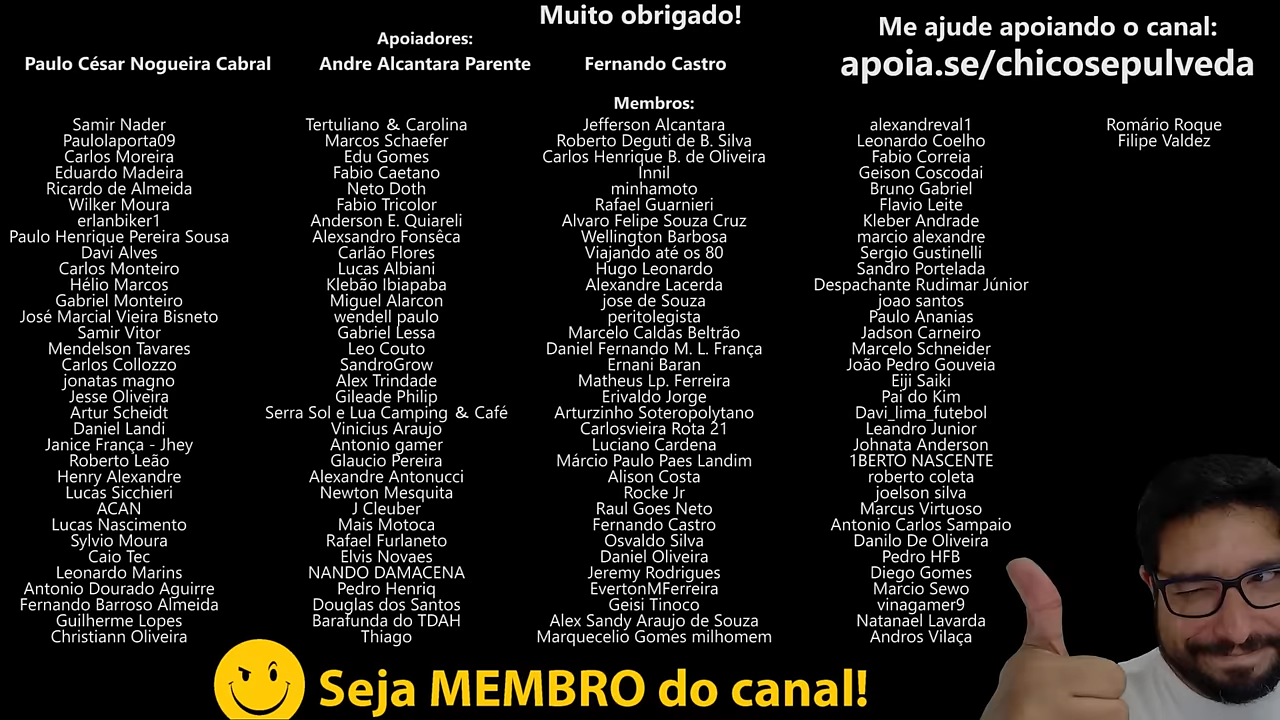 Muito obrigado!
Apoiadores:
Paulo César Nogueira Cabral
Andre Alcantara Parente
Fernando Castro
Me ajude apoiando o canal:
apoia.se/chicosepulveda
Membros:
Samir Nader
Paulolaporta09
Carlos Moreira
Eduardo Madeira
Ricardo de Almeida
Wilker Moura
erlanbiker1
Paulo Henrique Pereira Sousa
Davi Alves
Carlos Monteiro
Hélio Marcos
Gabriel Monteiro
José Marcial Vieira Bisneto
Samir Vitor
Mendelson Tavares
Carlos Collozzo
jonatas magno
Jesse Oliveira
Artur Scheidt
Daniel Landi
Janice França - Jhey
Roberto Leão
Henry Alexandre
Lucas Sicchieri
ACAN
Lucas Nascimento
Sylvio Moura
Caio Tec
Leonardo Marins
Antonio Dourado Aguirre
Fernando Barroso Almeida
Guilherme Lopes
Christiann Oliveira
Tertuliano & Carolina
Marcos Schaefer
Edu Gomes
Fabio Caetano
Neto Doth
Fabio Tricolor
Anderson E. Quiareli
Alexsandro Fonsêca
Carlão Flores
Lucas Albiani
Klebão Ibiapaba
Miguel Alarcon
wendell paulo
Gabriel Lessa
Leo Couto
SandroGrow
Alex Trindade
Gileade Philip
Serra Sol e Lua Camping & Café
Vinicius Araujo
Antonio gamer
Glaucio Pereira
Alexandre Antonucci
Newton Mesquita
J Cleuber
Mais Motoca
Rafael Furlaneto
Elvis Novaes
NANDO DAMACENA
Pedro Henriq
Douglas dos Santos
Barafunda do TDAH
Thiago
Jefferson Alcantara
Roberto Deguti de B. Silva
Carlos Henrique B. de Oliveira
Innil
minhamoto
Rafael Guarnieri
Alvaro Felipe Souza Cruz
Wellington Barbosa
Viajando até os 80
Hugo Leonardo
Alexandre Lacerda
jose de Souza
peritolegista
Marcelo Caldas Beltrão
Daniel Fernando M. L. França
Ernani Baran
Matheus Lp. Ferreira
Erivaldo Jorge
Arturzinho Soteropolytano
Carlosvieira Rota 21
Luciano Cardena
Márcio Paulo Paes Landim
Alison Costa
Rocke Jr
Raul Goes Neto
Fernando Castro
Osvaldo Silva
Daniel Oliveira
Jeremy Rodrigues
EvertonMFerreira
Geisi Tinoco
Alex Sandy Araujo de Souza
Marquecelio Gomes milhomem
alexandreval1
Leonardo Coelho
Fabio Correia
Geison Coscodai
Bruno Gabriel
Flavio Leite
Kleber Andrade
marcio alexandre
Sergio Gustinelli
Sandro Portelada
Despachante Rudimar Júnior
joao santos
Paulo Ananias
Jadson Carneiro
Marcelo Schneider
João Pedro Gouveia
Eiji Saiki
Pai do Kim
Davi_lima_futebol
Leandro Junior
Johnata Anderson
1BERTO NASCENTE
roberto coleta
joelson silva
Marcus Virtuoso
Antonio Carlos Sampaio
Danilo De Oliveira
Pedro HFB
Diego Gomes
Marcio Sewo
vinagamer9
Natanael Lavarda
Andros Vilaça
Romário Roque
Filipe Valdez
Seja MEMBRO do canal!